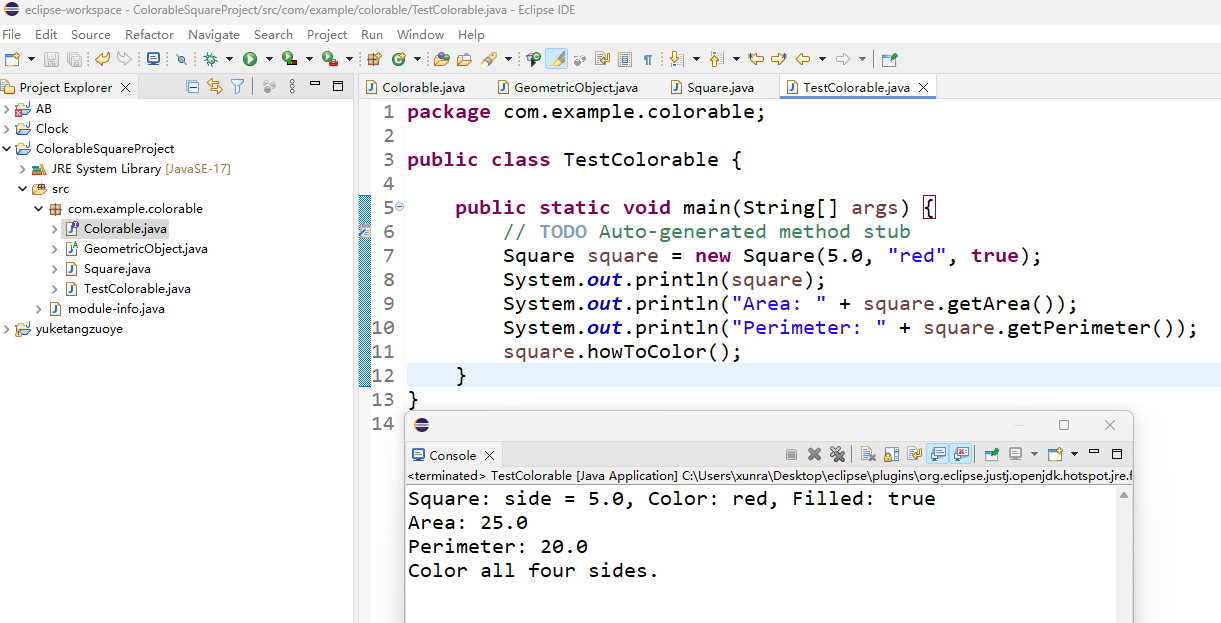 eclipse-workspace - ColorableSquareProject/src/com/example/colorable/TestColorable.java - Eclipse IDE
File Edit Source Refactor Navigate Search Project Run Window Help
Project Explorer
AB
Clock
ColorableSquareProject
JRE System Library [JavaSE-17]
src
com.example.colorable
Colorable.java
GeometricObject.java
Square.java
TestColorable.java
module-info.java
yuketangzuoye
Colorable.java GeometricObject.java Square.java TestColorable.java
1 package com.example.colorable;
2
3 public class TestColorable {
4
5 public static void main(String[] args) {
6 // TODO Auto-generated method stub
7 Square square = new Square(5.0, "red", true);
8 System.out.println(square);
9 System.out.println("Area: " + square.getArea());
10 System.out.println("Perimeter: " + square.getPerimeter());
11 square.howToColor();
12 }
13 }
14
Console
<terminated> TestColorable [Java Application] C:\Users\xunra\Desktop\eclipse\plugins\org.eclipse.justj.openjdk.hotspot.jre.f
Square: side = 5.0, Color: red, Filled: true
Area: 25.0
Perimeter: 20.0
Color all four sides.